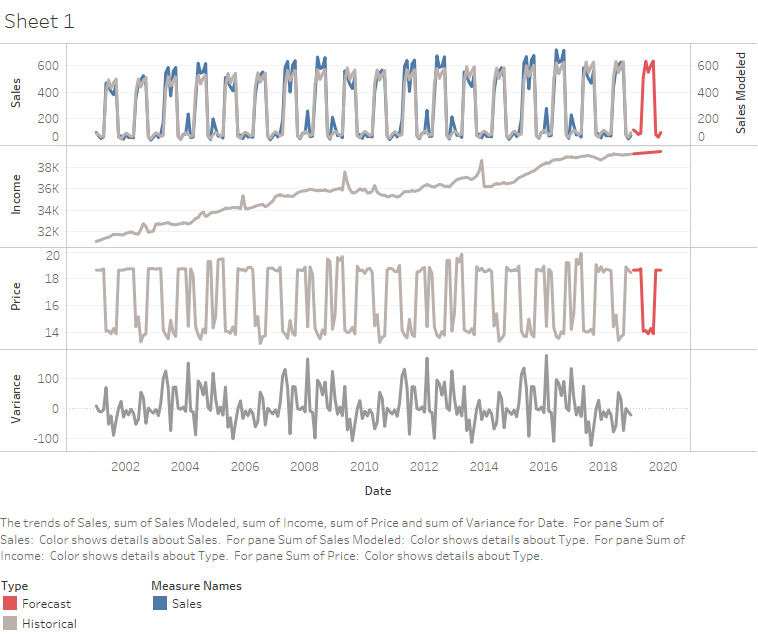 Sheet 1
Sales
600
400
200
0
600
400
200
0
Sales Modeled
Income
38K
36K
34K
32K
Price
20
18
16
14
Variance
100
0
-100
2002 2004 2006 2008 2010 2012 2014 2016 2018 2020
Date
The trends of Sales, sum of Sales Modeled, sum of Income, sum of Price and sum of Variance for Date. For pane Sum of
Sales: Color shows details about Sales. For pane Sum of Sales Modeled: Color shows details about Type. For pane Sum of
Income: Color shows details about Type. For pane Sum of Price: Color shows details about Type.
Type
Forecast
Historical
Measure Names
Sales